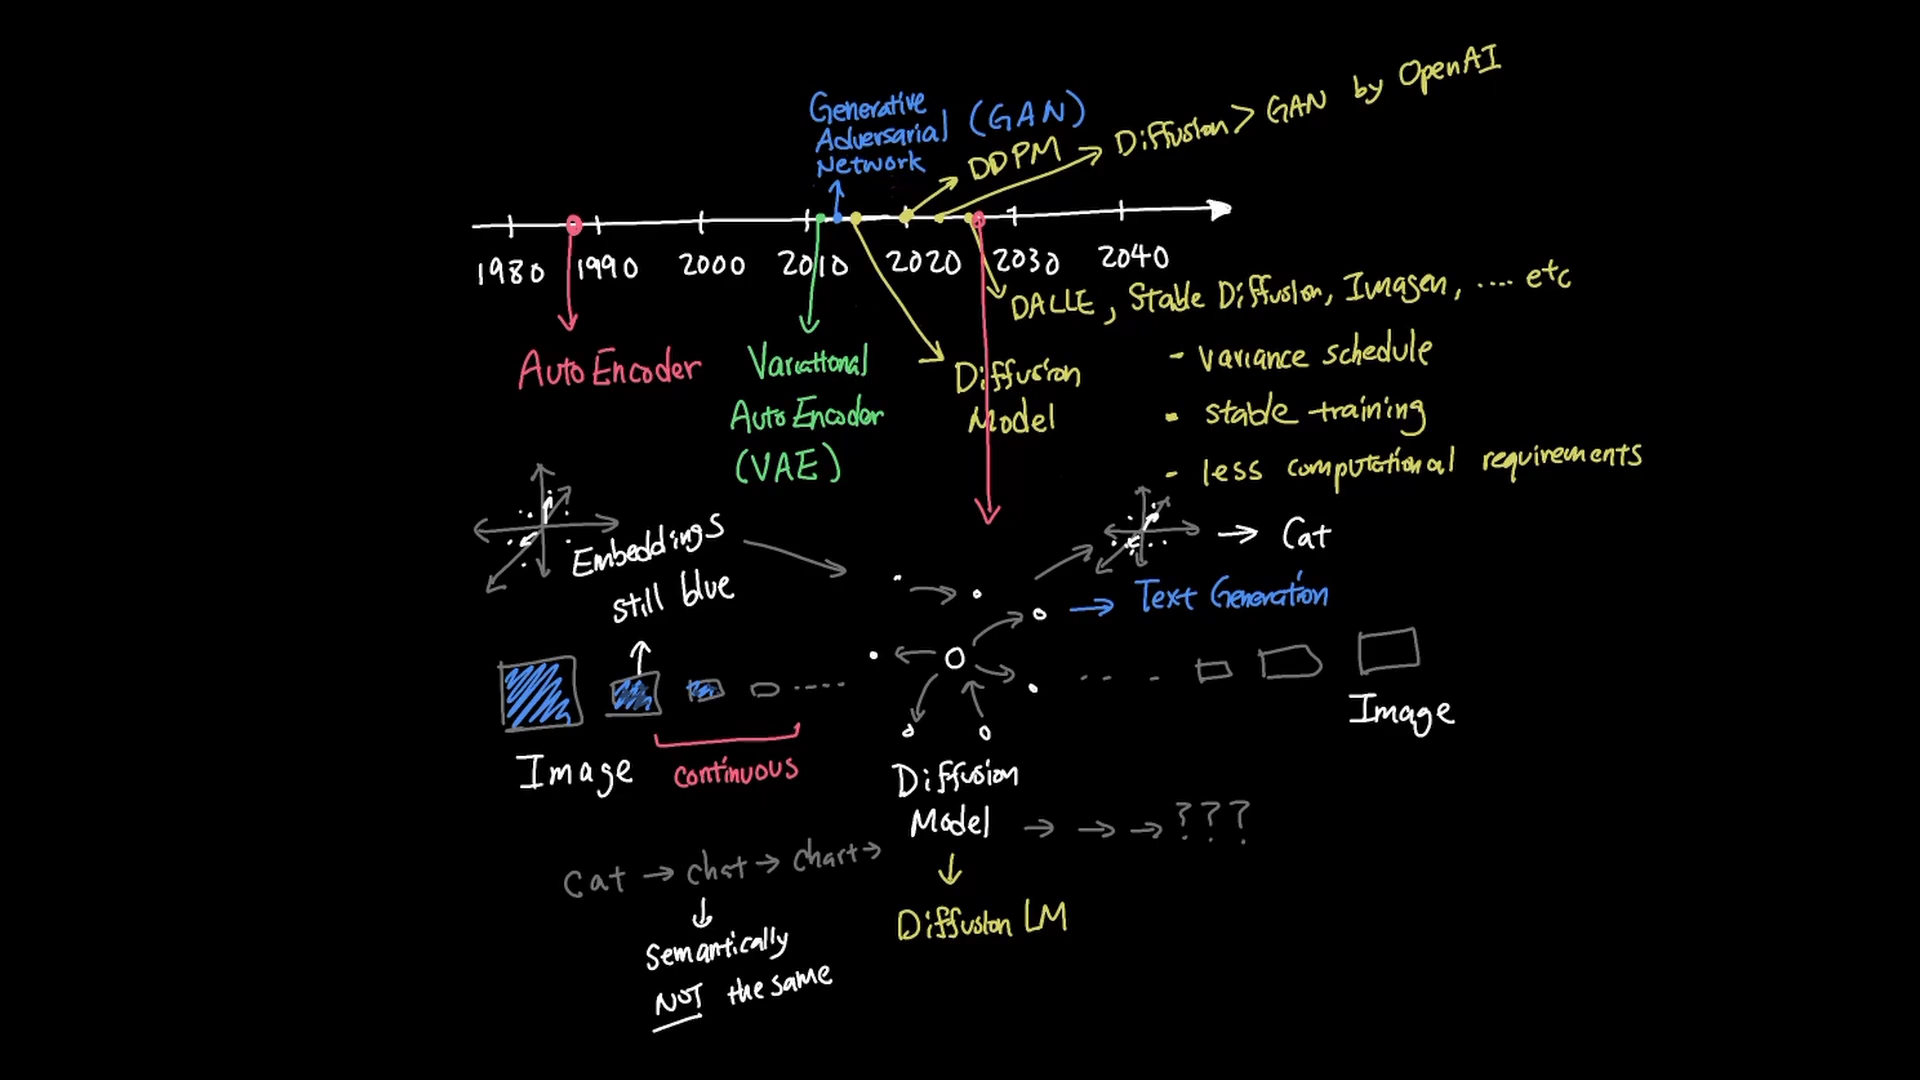 Generative
Adversarial (GAN)
Network
DDPM
Diffusion > GAN by OpenAI
1980 1990 2000 2010 2020 2030 2040
DALLE, Stable Diffusion, Imagen, .... etc
- variance schedule
- stable training
- less computational requirements
Auto Encoder
Variational
Auto Encoder
(VAE)
Diffusion
Model
Embeddings
still blue
Cat
Text Generation
Image
continuous
Image
Diffusion
Model
???
Cat → chat → chart →
Diffusion LM
Semantically
NOT the same